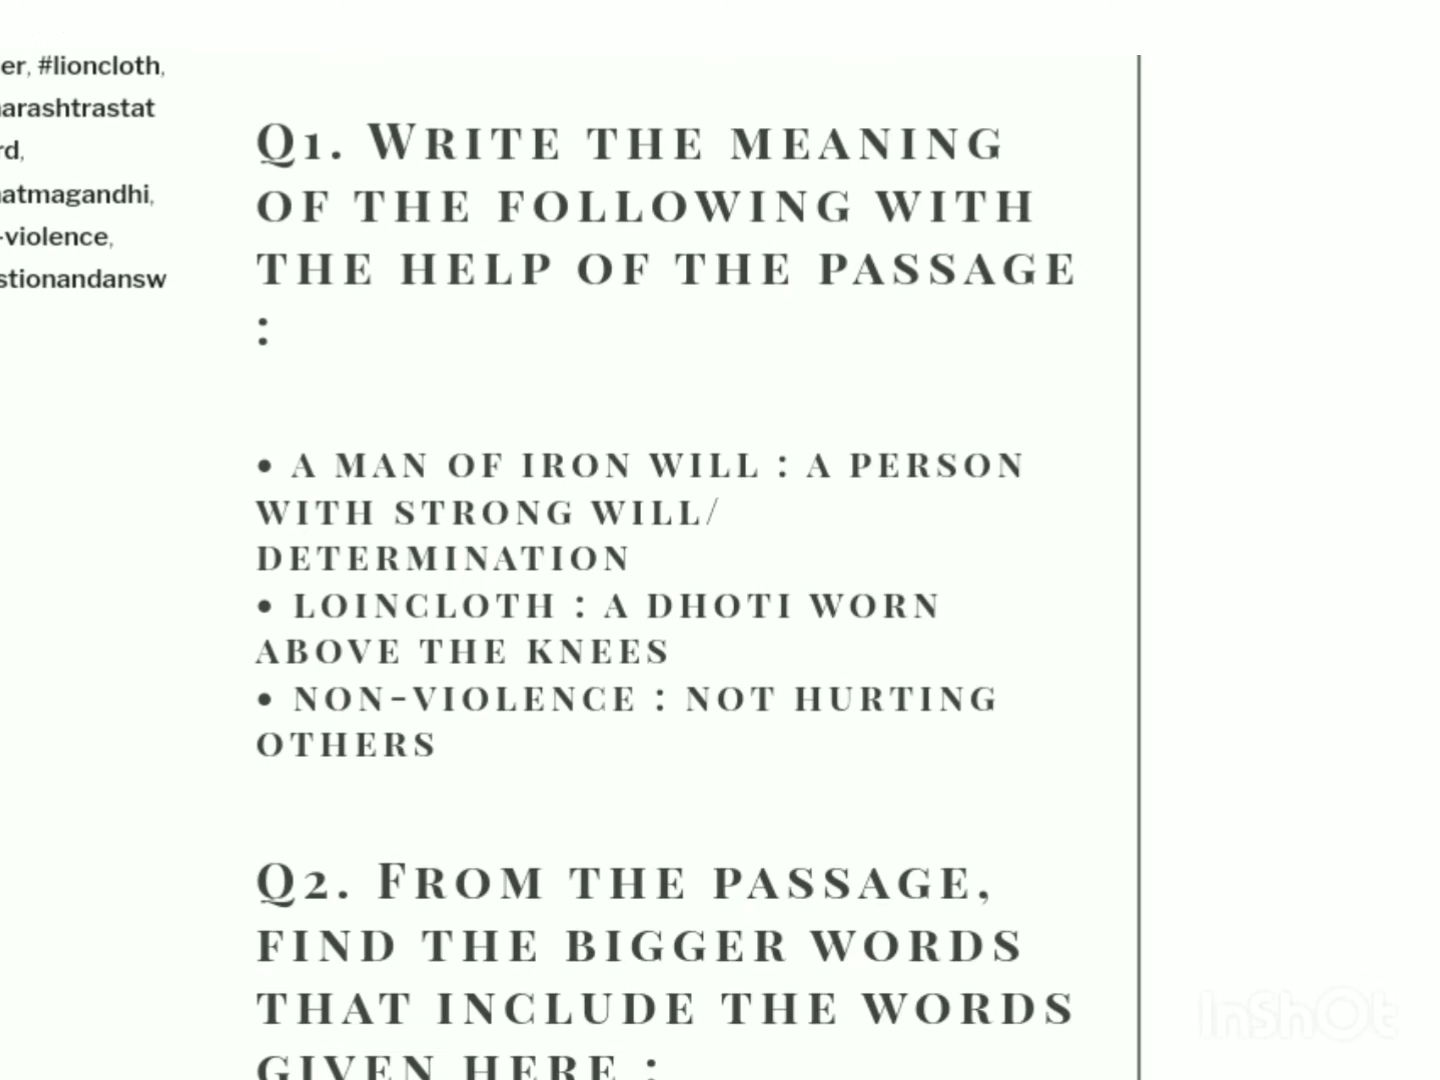 er, #lioncloth,
arashtrastat
rd,
atmagandhi,
-violence,
stionandansw
Q1. Write the meaning
of the following with
the help of the passage
:
• a man of iron will : a person
with strong will/
determination
• loincloth : a dhoti worn
above the knees
• non-violence : not hurting
others
Q2. From the passage,
find the bigger words
that include the words
given here :
InShOt